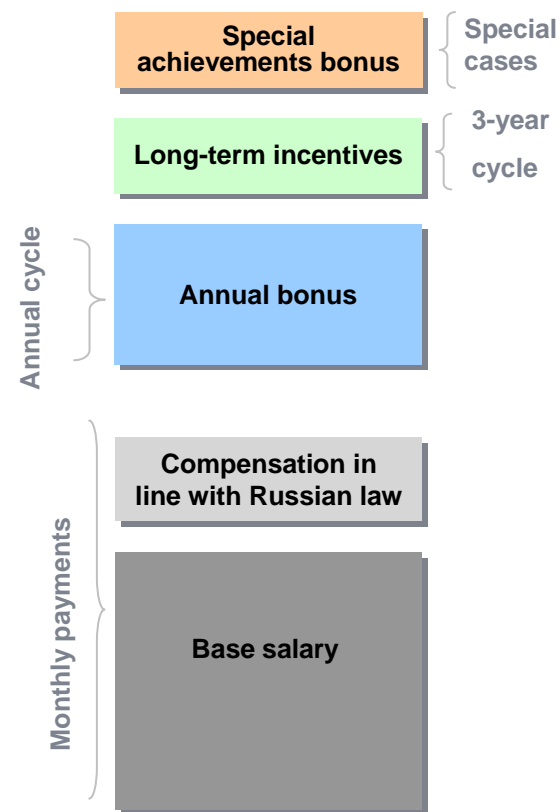 Special
achievements bonus
Special
cases
Long-term incentives
3-year
cycle
Annual cycle
Annual bonus
Monthly payments
Compensation in
line with Russian law
Base salary